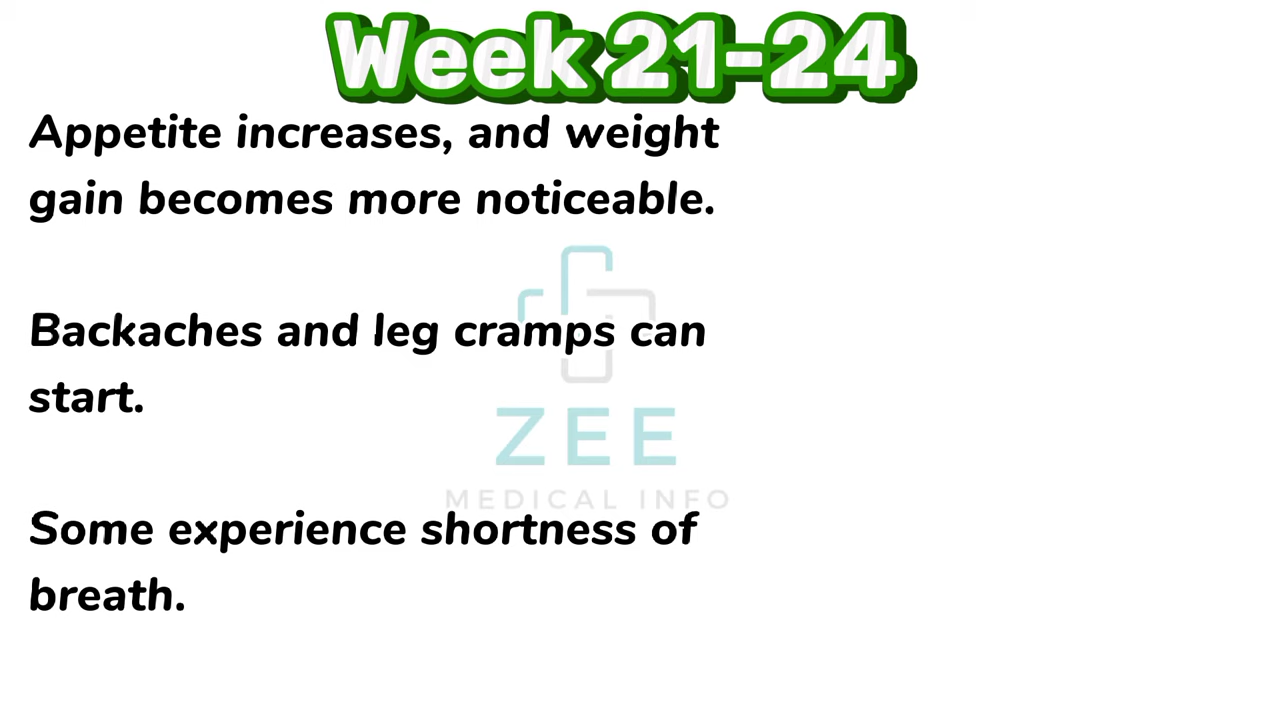 Week 21-24
Appetite increases, and weight
gain becomes more noticeable.
Backaches and leg cramps can
start.
ZEE
MEDICAL INFO
Some experience shortness of
breath.